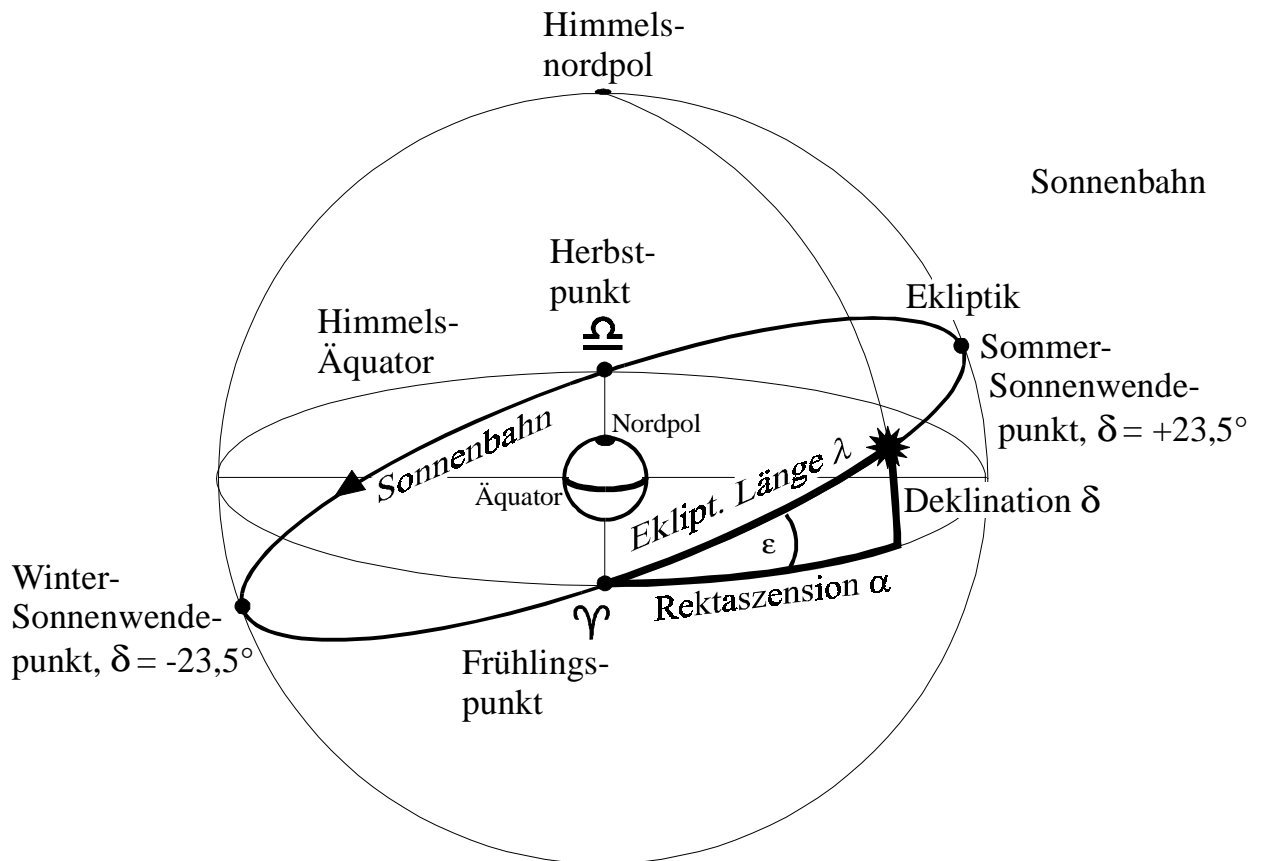 Himmels-
nordpol
Sonnenbahn
Herbst-
punkt
♎
Ekliptik
Himmels-
Äquator
Sommer-
Sonnenwende-
punkt, δ = +23,5°
Nordpol
Sonnenbahn
Äquator
Eklipt. Länge λ
Deklination δ
ε
Rektaszension α
Winter-
Sonnenwende-
punkt, δ = -23,5°
♈
Frühlings-
punkt